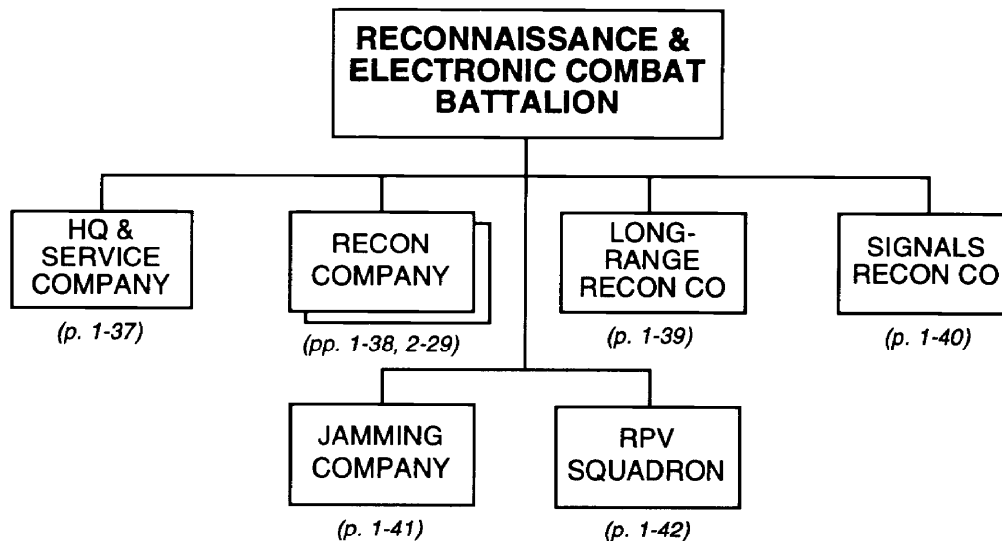 RECONNAISSANCE &
ELECTRONIC COMBAT
BATTALION
HQ &
SERVICE
COMPANY
(p. 1-37)
RECON
COMPANY
(pp. 1-38, 2-29)
LONG-
RANGE
RECON CO
(p. 1-39)
SIGNALS
RECON CO
(p. 1-40)
JAMMING
COMPANY
(p. 1-41)
RPV
SQUADRON
(p. 1-42)